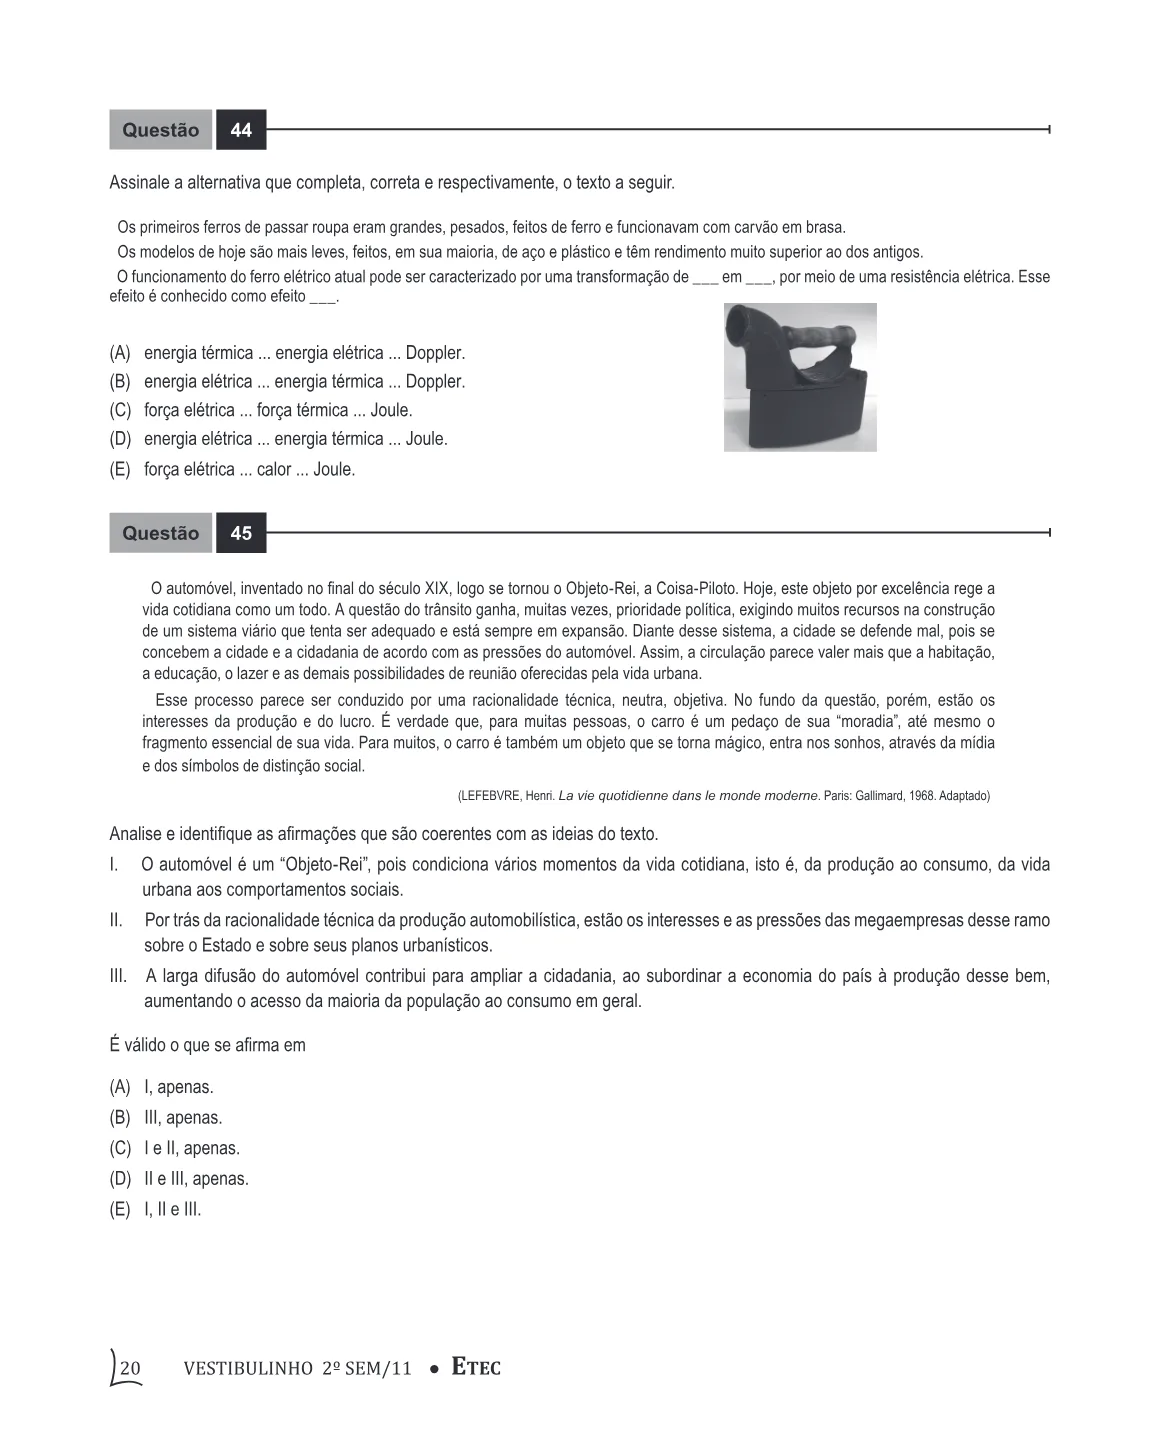 Questão 44
Assinale a alternativa que completa, correta e respectivamente, o texto a seguir.
Os primeiros ferros de passar roupa eram grandes, pesados, feitos de ferro e funcionavam com carvão em brasa.
Os modelos de hoje são mais leves, feitos, em sua maioria, de aço e plástico e têm rendimento muito superior ao dos antigos.
O funcionamento do ferro elétrico atual pode ser caracterizado por uma transformação de ___ em ___, por meio de uma resistência elétrica. Esse
efeito é conhecido como efeito ___.
(A) energia térmica ... energia elétrica ... Doppler.
(B) energia elétrica ... energia térmica ... Doppler.
(C) força elétrica ... força térmica ... Joule.
(D) energia elétrica ... energia térmica ... Joule.
(E) força elétrica ... calor ... Joule.
Questão 45
O automóvel, inventado no final do século XIX, logo se tornou o Objeto-Rei, a Coisa-Piloto. Hoje, este objeto por excelência rege a
vida cotidiana como um todo. A questão do trânsito ganha, muitas vezes, prioridade política, exigindo muitos recursos na construção
de um sistema viário que tenta ser adequado e está sempre em expansão. Diante desse sistema, a cidade se defende mal, pois se
concebem a cidade e a cidadania de acordo com as pressões do automóvel. Assim, a circulação parece valer mais que a habitação,
a educação, o lazer e as demais possibilidades de reunião oferecidas pela vida urbana.
Esse processo parece ser conduzido por uma racionalidade técnica, neutra, objetiva. No fundo da questão, porém, estão os
interesses da produção e do lucro. É verdade que, para muitas pessoas, o carro é um pedaço de sua “moradia”, até mesmo o
fragmento essencial de sua vida. Para muitos, o carro é também um objeto que se torna mágico, entra nos sonhos, através da mídia
e dos símbolos de distinção social.
(LEFEBVRE, Henri. La vie quotidienne dans le monde moderne. Paris: Gallimard, 1968. Adaptado)
Analise e identifique as afirmações que são coerentes com as ideias do texto.
I. O automóvel é um “Objeto-Rei”, pois condiciona vários momentos da vida cotidiana, isto é, da produção ao consumo, da vida
urbana aos comportamentos sociais.
II. Por trás da racionalidade técnica da produção automobilística, estão os interesses e as pressões das megaempresas desse ramo
sobre o Estado e sobre seus planos urbanísticos.
III. A larga difusão do automóvel contribui para ampliar a cidadania, ao subordinar a economia do país à produção desse bem,
aumentando o acesso da maioria da população ao consumo em geral.
É válido o que se afirma em
(A) I, apenas.
(B) III, apenas.
(C) I e II, apenas.
(D) II e III, apenas.
(E) I, II e III.
20 VESTIBULINHO 2º SEM/11 • ETEC